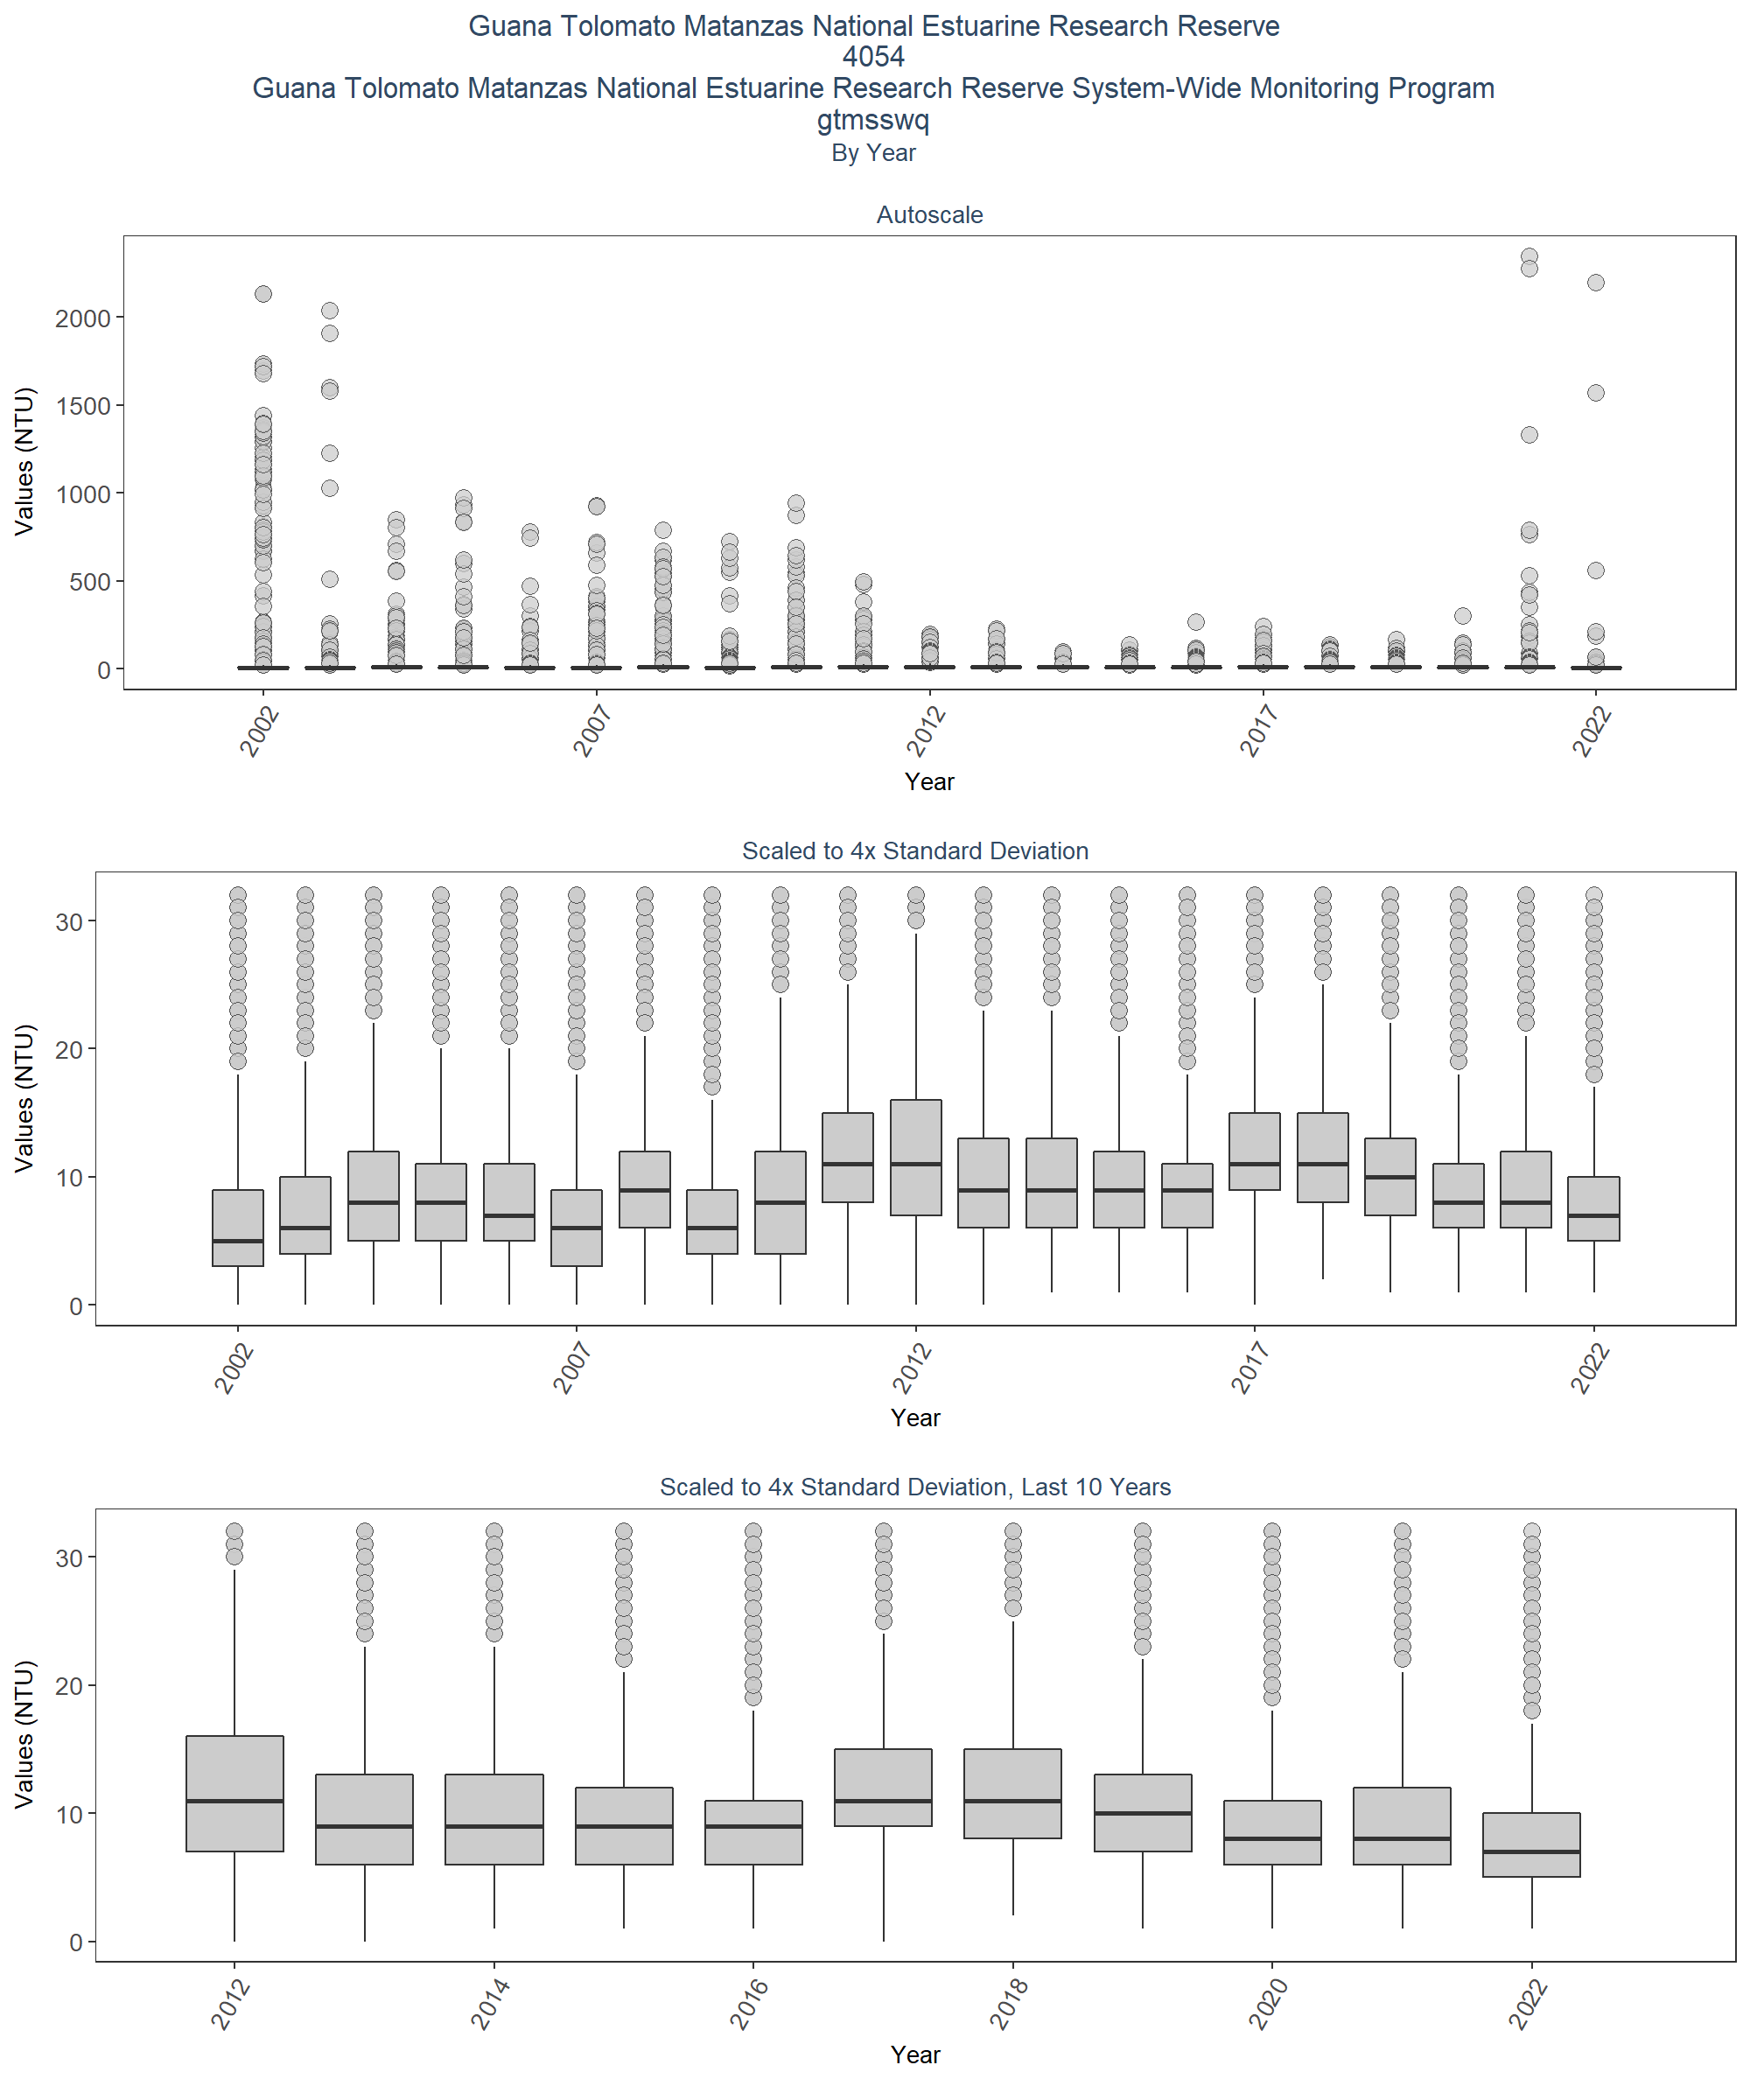 Guana Tolomato Matanzas National Estuarine Research Reserve
4054
Guana Tolomato Matanzas National Estuarine Research Reserve System-Wide Monitoring Program
gtmsswq
By Year
Autoscale
Values (NTU)
2000
1500
1000
500
0
2002
2007
2012
2017
2022
Year
Scaled to 4x Standard Deviation
Values (NTU)
30
20
10
0
2002
2007
2012
2017
2022
Year
Scaled to 4x Standard Deviation, Last 10 Years
Values (NTU)
30
20
10
0
2012
2014
2016
2018
2020
2022
Year